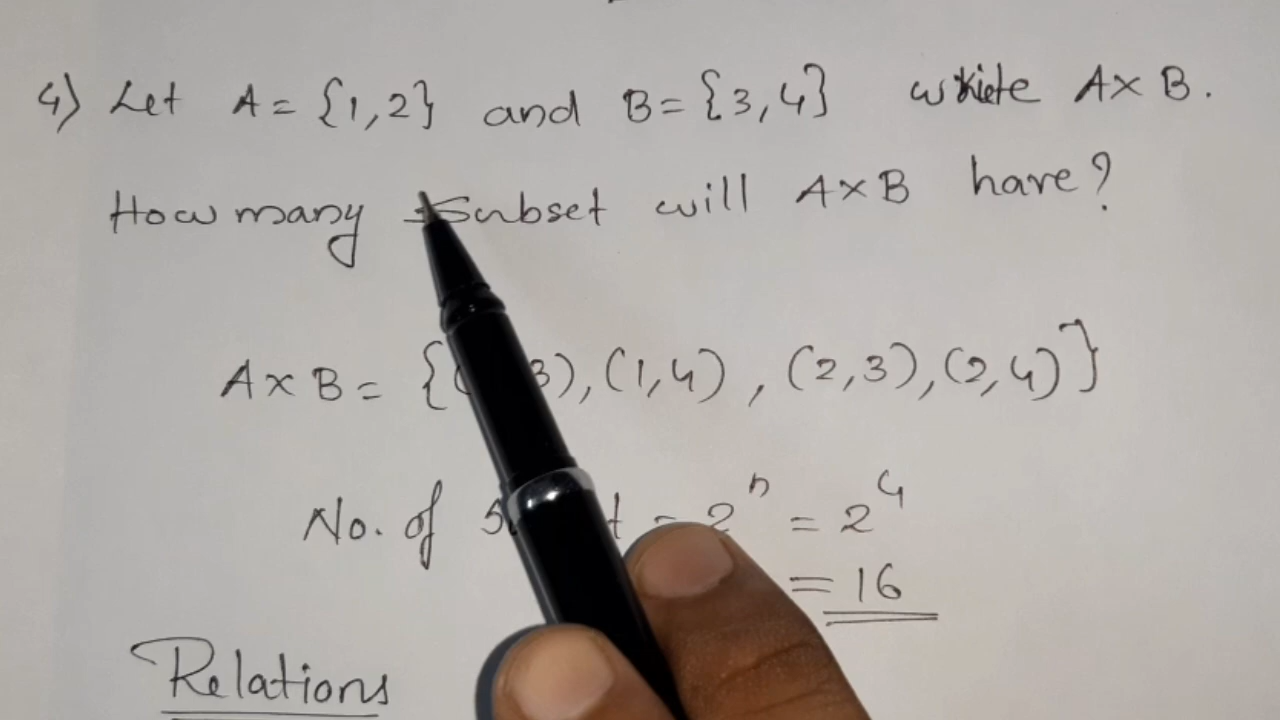 4) Let A = {1,2} and B = {3,4} write A×B.
How many subset will A×B have?
A×B = { 3), (1,4), (2,3), (2,4)}
No. of = 2^n = 2^4
= 16
Relations